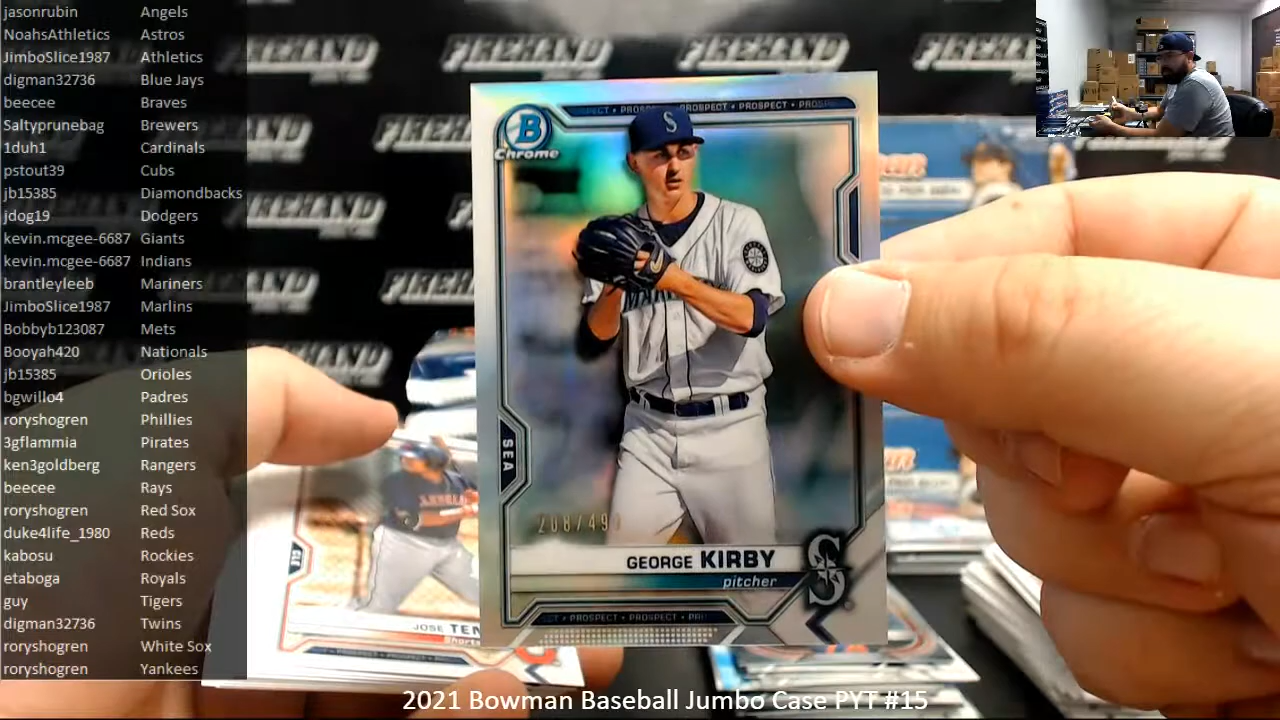 jasonrubin Angels
NoahsAthletics Astros
JimboSlice1987 Athletics
digman32736 Blue Jays
beecee Braves
Saltyprunebag Brewers
1duh1 Cardinals
pstout39 Cubs
jb15385 Diamondbacks
jdog19 Dodgers
kevin.mcgee-6687 Giants
kevin.mcgee-6687 Indians
brantleyleeb Mariners
JimboSlice1987 Marlins
Bobbyb123087 Mets
Booyah420 Nationals
jb15385 Orioles
bgwillo4 Padres
roryshogren Phillies
3gflammia Pirates
ken3goldberg Rangers
beecee Rays
roryshogren Red Sox
duke4life_1980 Reds
kabosu Rockies
etaboga Royals
guy Tigers
digman32736 Twins
roryshogren White Sox
roryshogren Yankees
FIREHAND
FIREHAND
FIREHAND
PROSPECT • PROSPECT
B
Chrome
S
SEA
GEORGE KIRBY
pitcher
S
PROSPECT • PROSPECT
CLE
JOSE
2021 Bowman Baseball Jumbo Case PYT #15